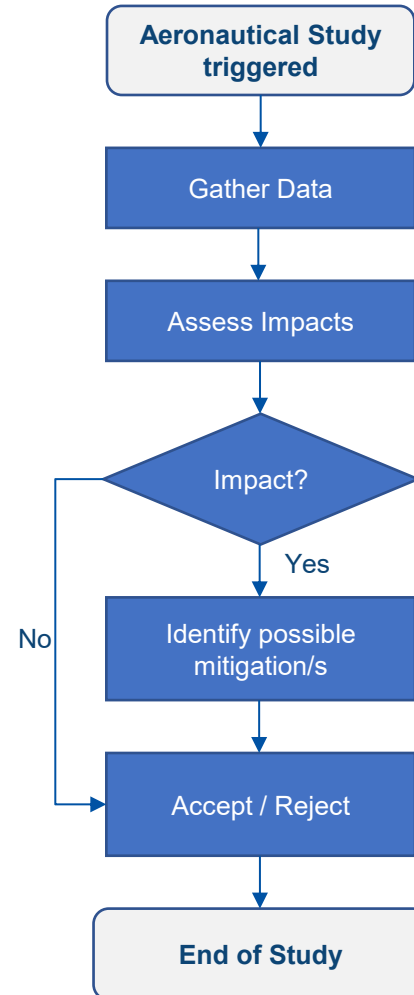 Aeronautical Study
triggered
Gather Data
Assess Impacts
Impact?
Yes
No
Identify possible
mitigation/s
Accept / Reject
End of Study